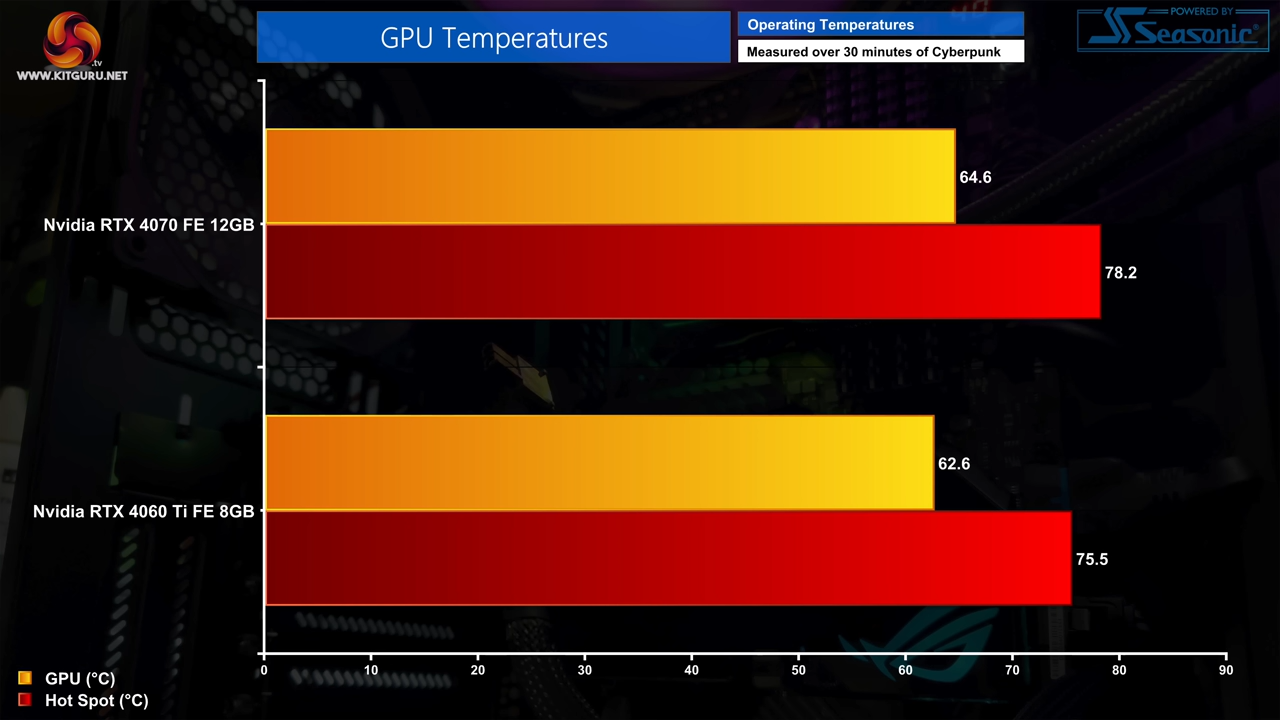 GPU Temperatures
Operating Temperatures
Measured over 30 minutes of Cyberpunk
POWERED BY
Seasonic
.tv
WWW.KITGURU.NET
64.6
Nvidia RTX 4070 FE 12GB
78.2
62.6
Nvidia RTX 4060 Ti FE 8GB
75.5
0 10 20 30 40 50 60 70 80 90
GPU (°C)
Hot Spot (°C)